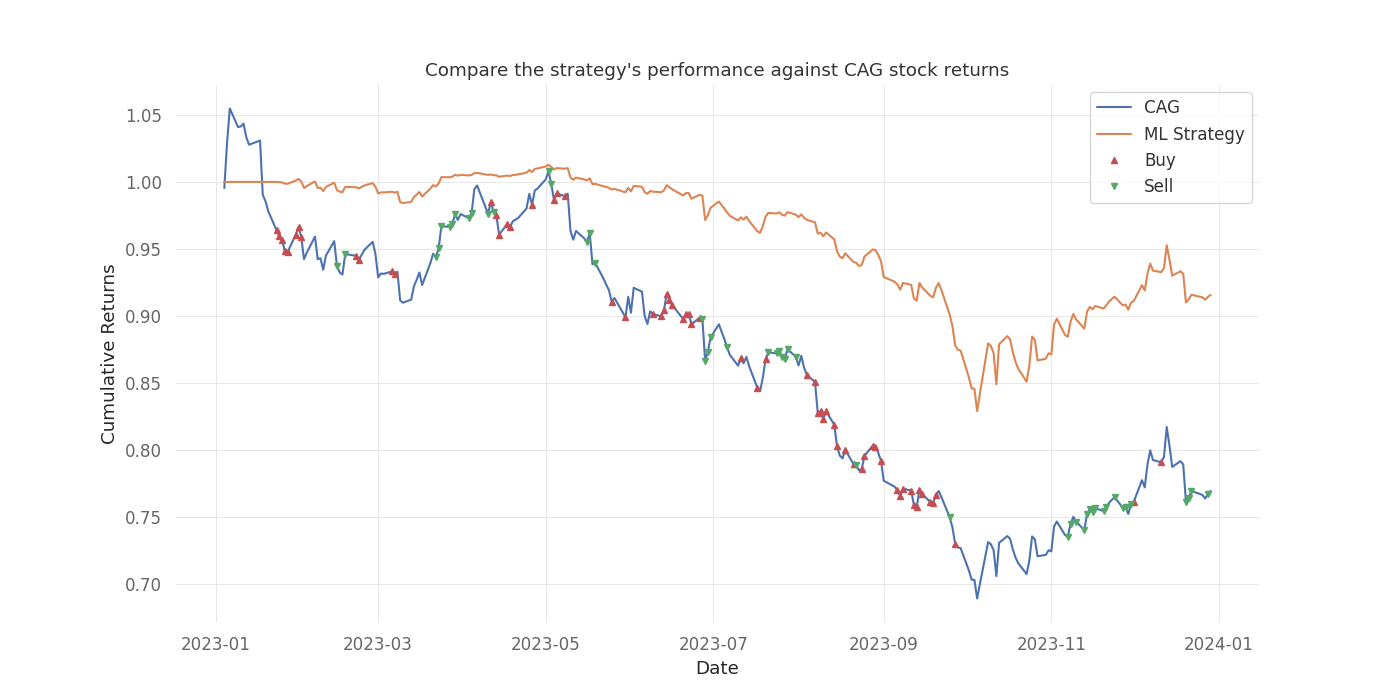 Compare the strategy's performance against CAG stock returns
CAG
ML Strategy
Buy
Sell
Cumulative Returns
1.05
1.00
0.95
0.90
0.85
0.80
0.75
0.70
2023-01
2023-03
2023-05
2023-07
2023-09
2023-11
2024-01
Date